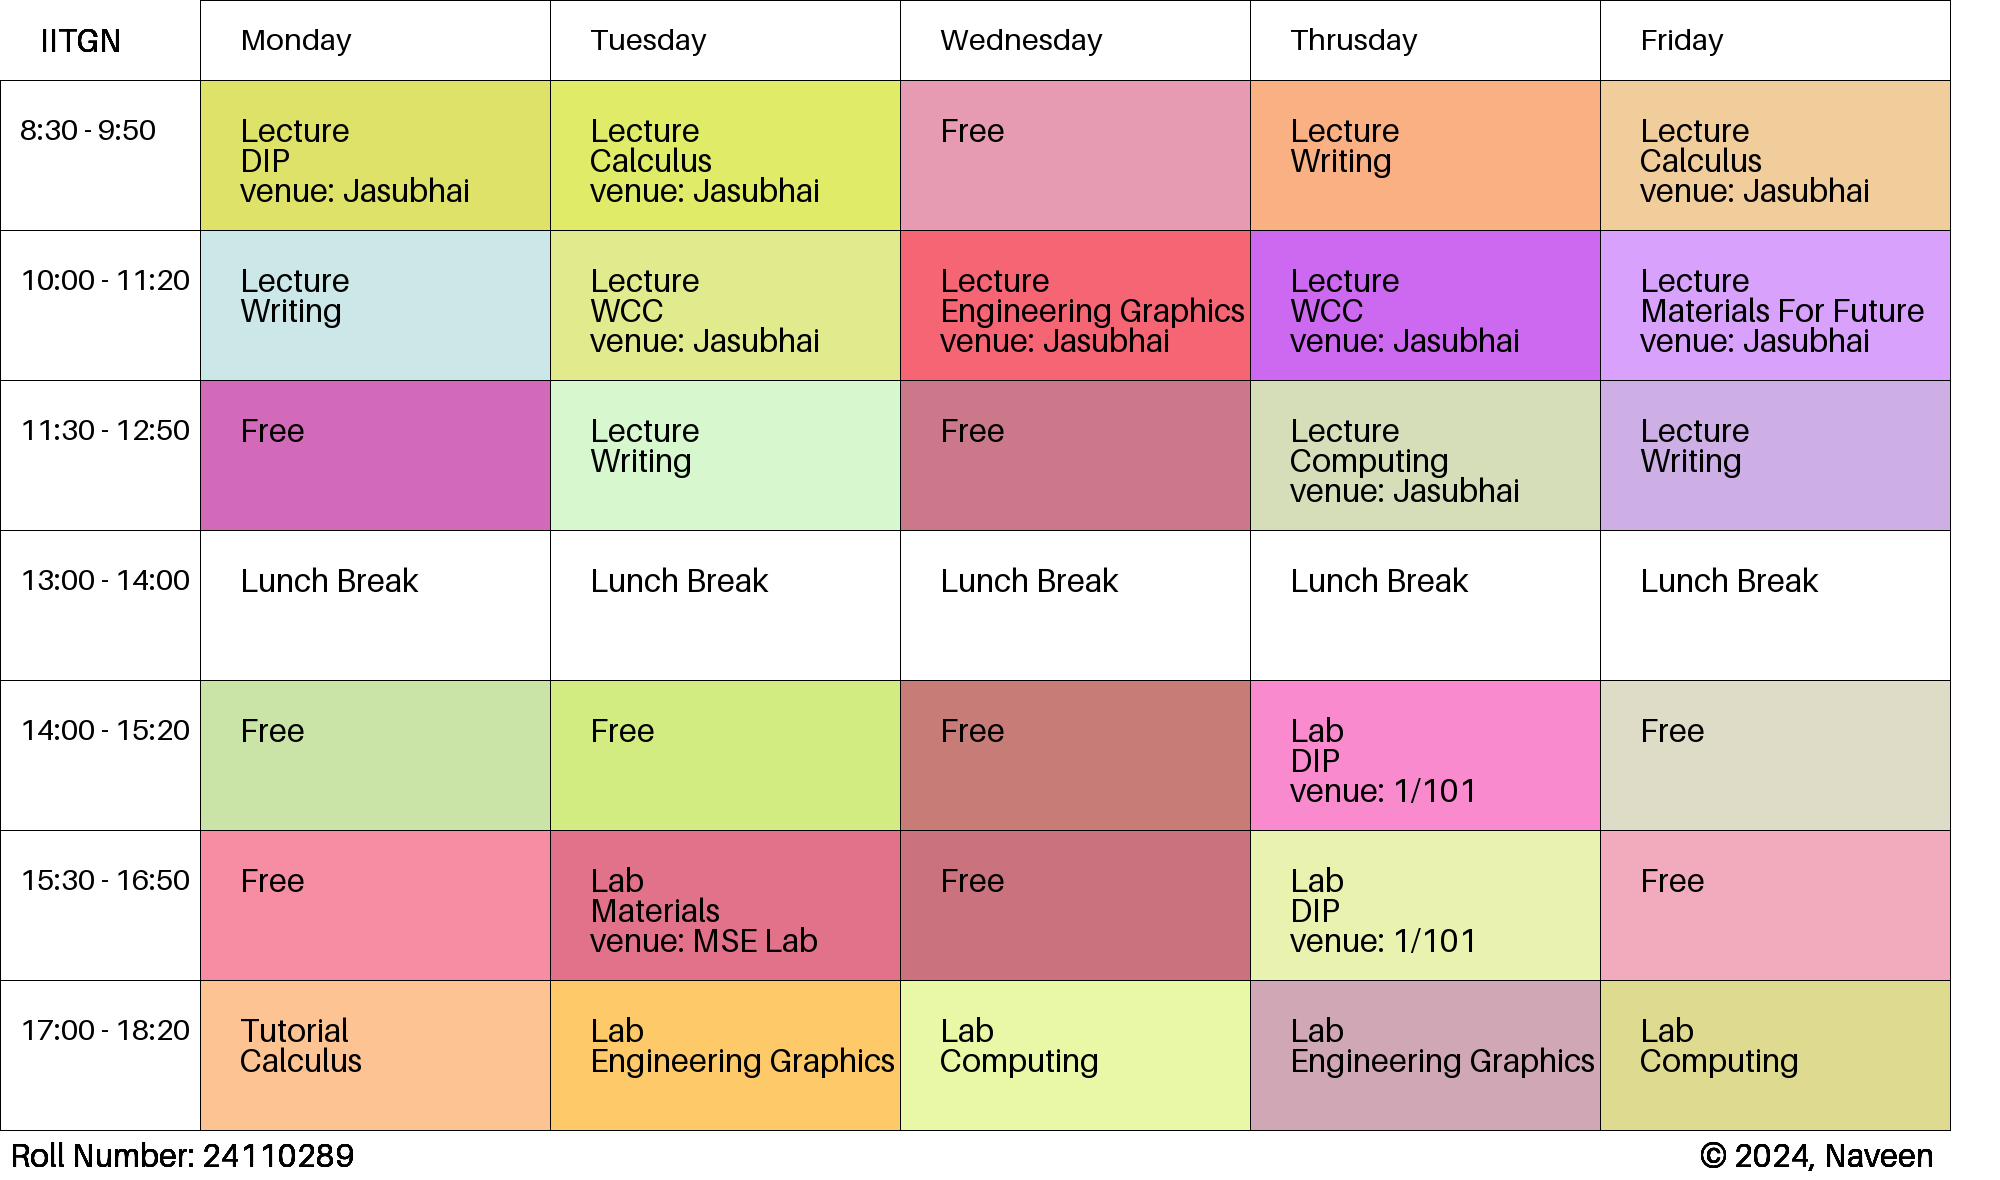 IITGN Monday Tuesday Wednesday Thrusday Friday
8:30 - 9:50
Lecture
DIP
venue: Jasubhai
Lecture
Calculus
venue: Jasubhai
Free
Lecture
Writing
Lecture
Calculus
venue: Jasubhai
10:00 - 11:20
Lecture
Writing
Lecture
WCC
venue: Jasubhai
Lecture
Engineering Graphics
venue: Jasubhai
Lecture
WCC
venue: Jasubhai
Lecture
Materials For Future
venue: Jasubhai
11:30 - 12:50
Free
Lecture
Writing
Free
Lecture
Computing
venue: Jasubhai
Lecture
Writing
13:00 - 14:00
Lunch Break
Lunch Break
Lunch Break
Lunch Break
Lunch Break
14:00 - 15:20
Free
Free
Free
Lab
DIP
venue: 1/101
Free
15:30 - 16:50
Free
Lab
Materials
venue: MSE Lab
Free
Lab
DIP
venue: 1/101
Free
17:00 - 18:20
Tutorial
Calculus
Lab
Engineering Graphics
Lab
Computing
Lab
Engineering Graphics
Lab
Computing
Roll Number: 24110289
© 2024, Naveen